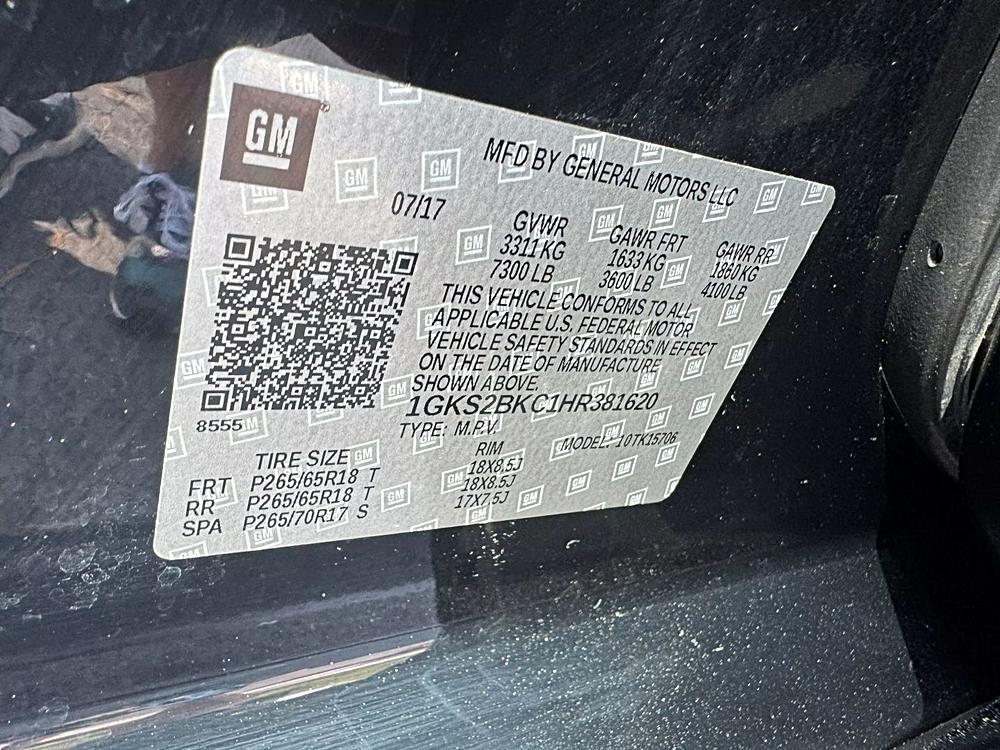 GM
MFD BY GENERAL MOTORS LLC
07/17
GVWR GAWR FRT GAWR RR
3311 KG 1633 KG 1860 KG
7300 LB 3600 LB 4100 LB
THIS VEHICLE CONFORMS TO ALL
APPLICABLE U.S. FEDERAL MOTOR
VEHICLE SAFETY STANDARDS IN EFFECT
ON THE DATE OF MANUFACTURE
SHOWN ABOVE.
1GKS2BKC1HR381620
8555
TYPE: M.P.V. MODEL: 10TK15706
TIRE SIZE RIM
FRT P265/65R18 T 18X8.5J
RR P265/65R18 T 18X8.5J
SPA P265/70R17 S 17X7.5J